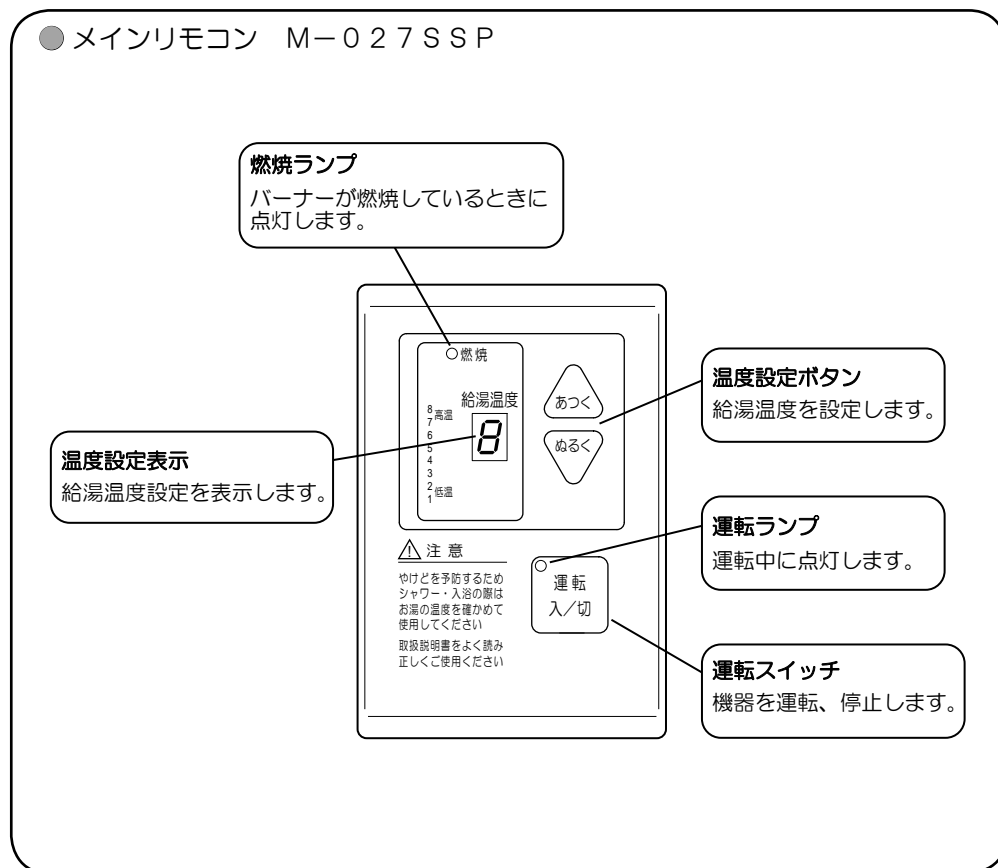 メインリモコン　M－０２７ＳＳＰ
燃焼ランプ
バーナーが燃焼しているときに
点灯します。
燃焼
給湯温度
8 高温
7
6
5
4
3
2 低温
1
8
あつく
ぬるく
温度設定ボタン
給湯温度を設定します。
温度設定表示
給湯温度設定を表示します。
注意
やけどを予防するため
シャワー・入浴の際は
お湯の温度を確かめて
使用してください
取扱説明書をよく読み
正しくご使用ください
運転
入／切
運転ランプ
運転中に点灯します。
運転スイッチ
機器を運転、停止します。